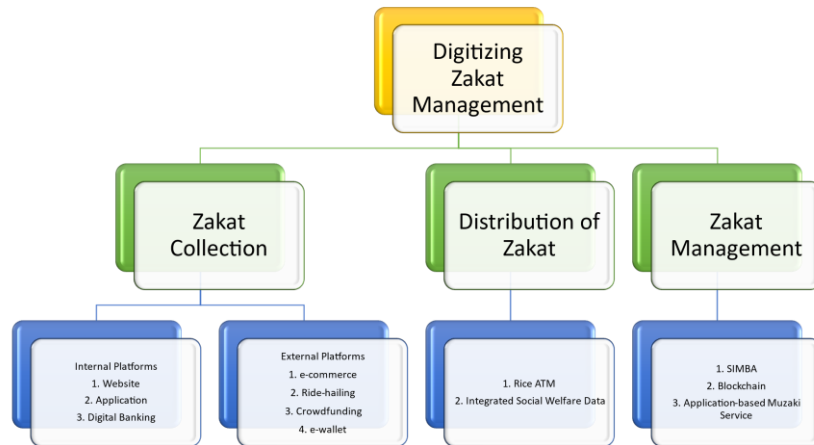 Digitizing
Zakat
Management
Zakat
Collection
Distribution of
Zakat
Zakat
Management
Internal Platforms
1. Website
2. Application
3. Digital Banking
External Platforms
1. e-commerce
2. Ride-hailing
3. Crowdfunding
4. e-wallet
1. Rice ATM
2. Integrated Social Welfare Data
1. SIMBA
2. Blockchain
3. Application-based Muzaki
Service